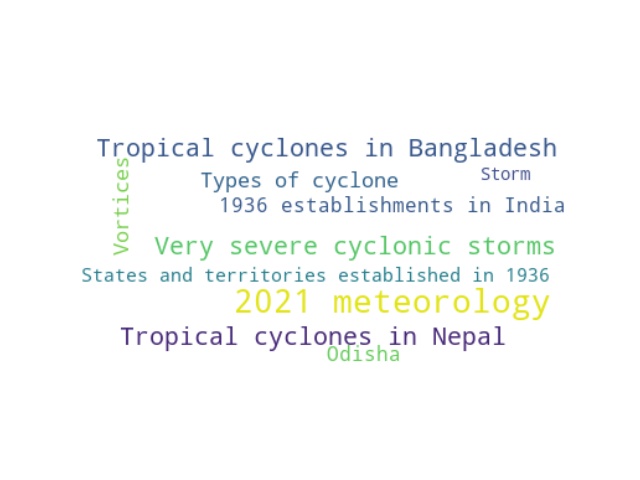 Tropical cyclones in Bangladesh
Vortices
Types of cyclone
Storm
1936 establishments in India
Very severe cyclonic storms
States and territories established in 1936
2021 meteorology
Tropical cyclones in Nepal
Odisha